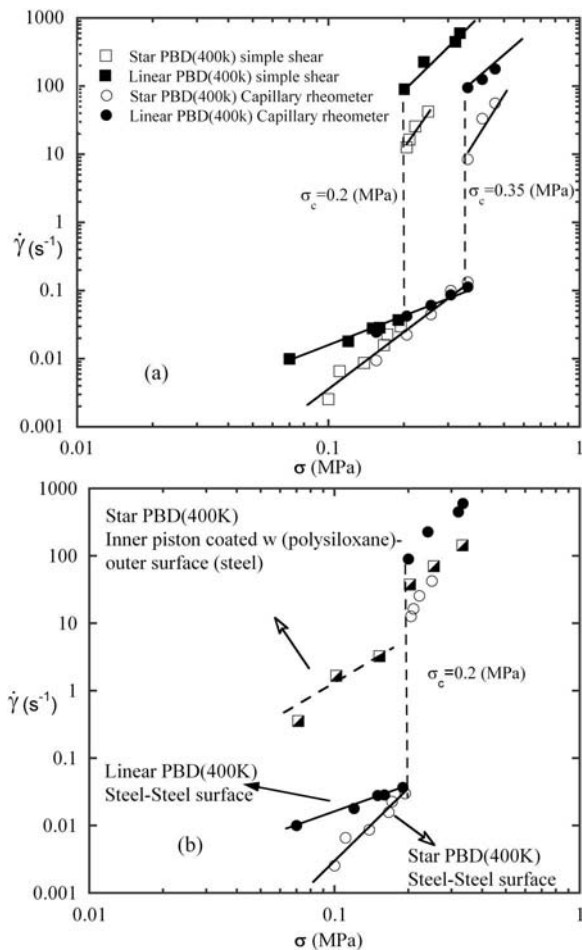 1000
100
10
1
0.1
0.01
0.001
γ̇ (s⁻¹)
□ Star PBD(400k) simple shear
■ Linear PBD(400k) simple shear
○ Star PBD(400k) Capillary rheometer
● Linear PBD(400k) Capillary rheometer
σc=0.2 (MPa)
σc=0.35 (MPa)
(a)
0.01 0.1 1
σ (MPa)
1000
100
10
1
0.1
0.01
0.001
γ̇ (s⁻¹)
Star PBD(400K)
Inner piston coated w (polysiloxane)-
outer surface (steel)
σc=0.2 (MPa)
Linear PBD(400K)
Steel-Steel surface
(b)
Star PBD(400K)
Steel-Steel surface
0.01 0.1 1
σ (MPa)